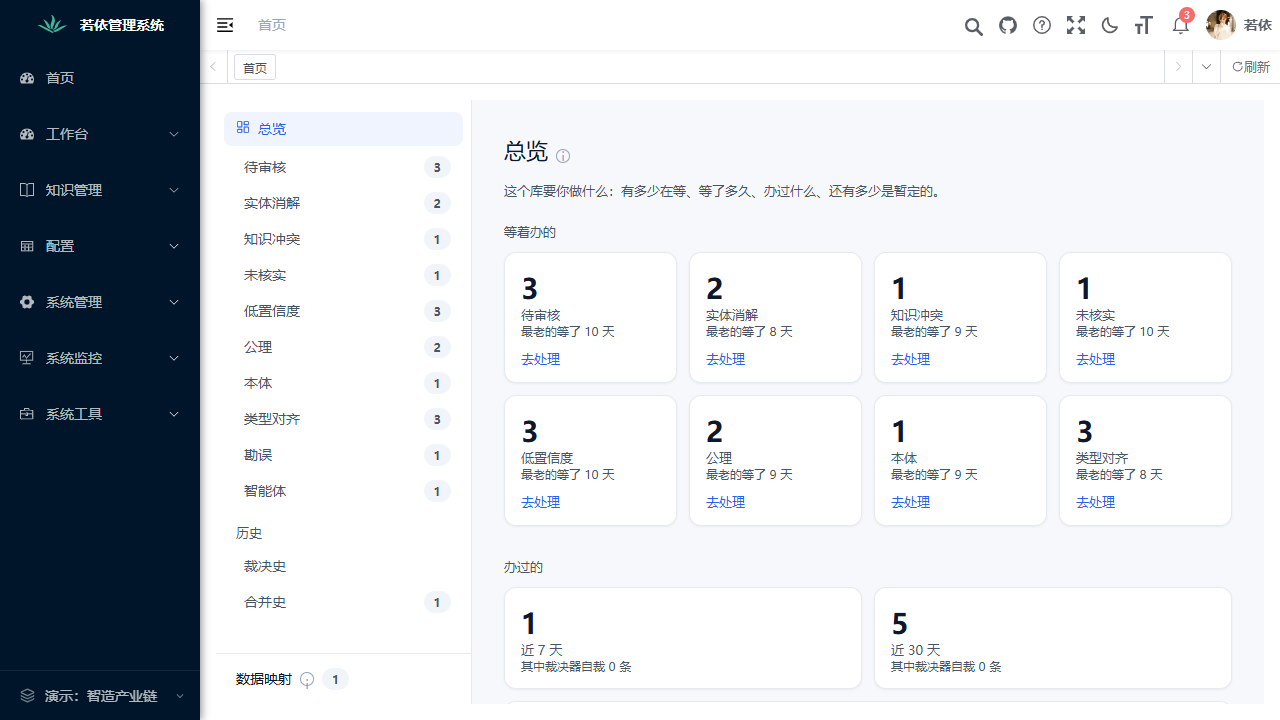 若依管理系统
首页
工作台
知识管理
配置
系统管理
系统监控
系统工具
演示：智造产业链
首页
3
若依
首页
刷新
总览
待审核 3
实体消解 2
知识冲突 1
未核实 1
低置信度 3
公理 2
本体 1
类型对齐 3
勘误 1
智能体 1
历史
裁决史
合并史 1
数据映射 1
总览
这个库要你做什么：有多少在等、等了多久、办过什么、还有多少是暂定的。
等着办的
3
待审核
最老的等了 10 天
去处理
2
实体消解
最老的等了 8 天
去处理
1
知识冲突
最老的等了 9 天
去处理
1
未核实
最老的等了 10 天
去处理
3
低置信度
最老的等了 10 天
去处理
2
公理
最老的等了 9 天
去处理
1
本体
最老的等了 9 天
去处理
3
类型对齐
最老的等了 8 天
去处理
办过的
1
近 7 天
其中裁决器自裁 0 条
5
近 30 天
其中裁决器自裁 0 条